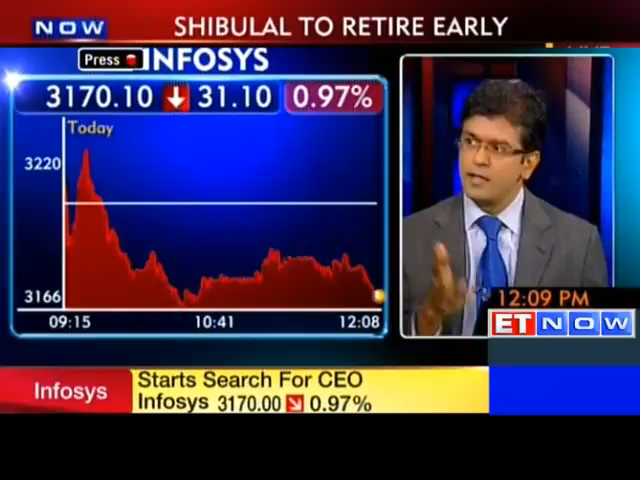 NOW
SHIBULAL TO RETIRE EARLY
Press
INFOSYS
3170.10 31.10 0.97%
Today
3220
3166
09:15 10:41 12:08
12:09 PM
ET NOW
Infosys
Starts Search For CEO
Infosys 3170.00 0.97%